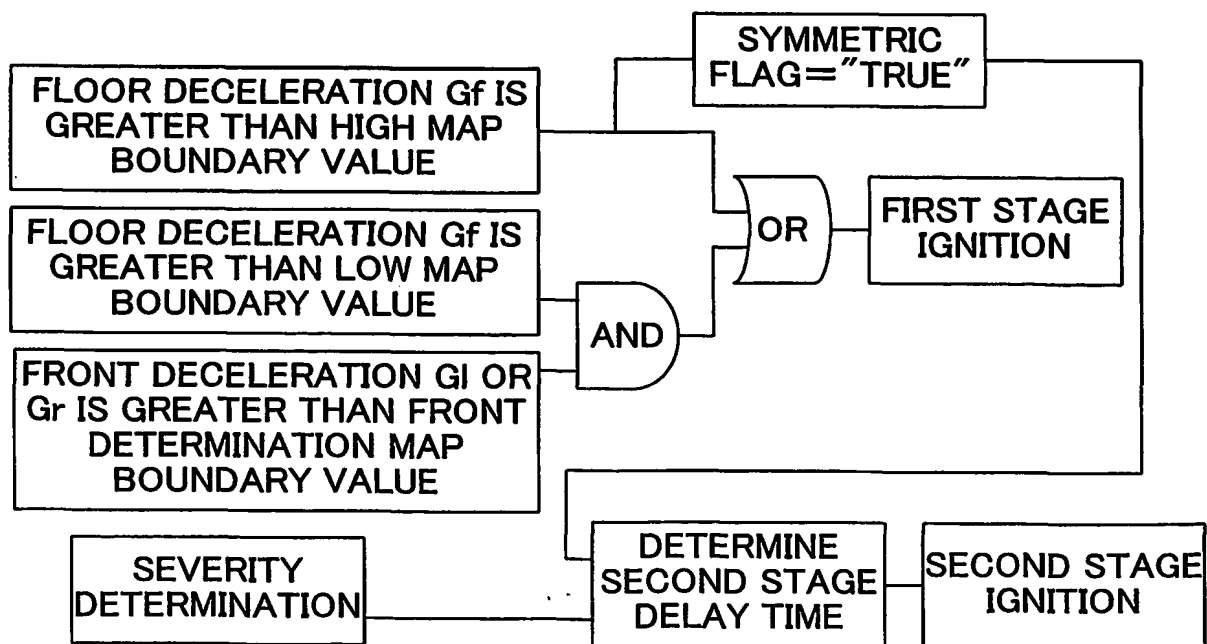 SYMMETRIC
FLAG="TRUE"
FLOOR DECELERATION Gf IS
GREATER THAN HIGH MAP
BOUNDARY VALUE
FLOOR DECELERATION Gf IS
GREATER THAN LOW MAP
BOUNDARY VALUE
FRONT DECELERATION Gl OR
Gr IS GREATER THAN FRONT
DETERMINATION MAP
BOUNDARY VALUE
AND
OR
FIRST STAGE
IGNITION
SEVERITY
DETERMINATION
DETERMINE
SECOND STAGE
DELAY TIME
SECOND STAGE
IGNITION